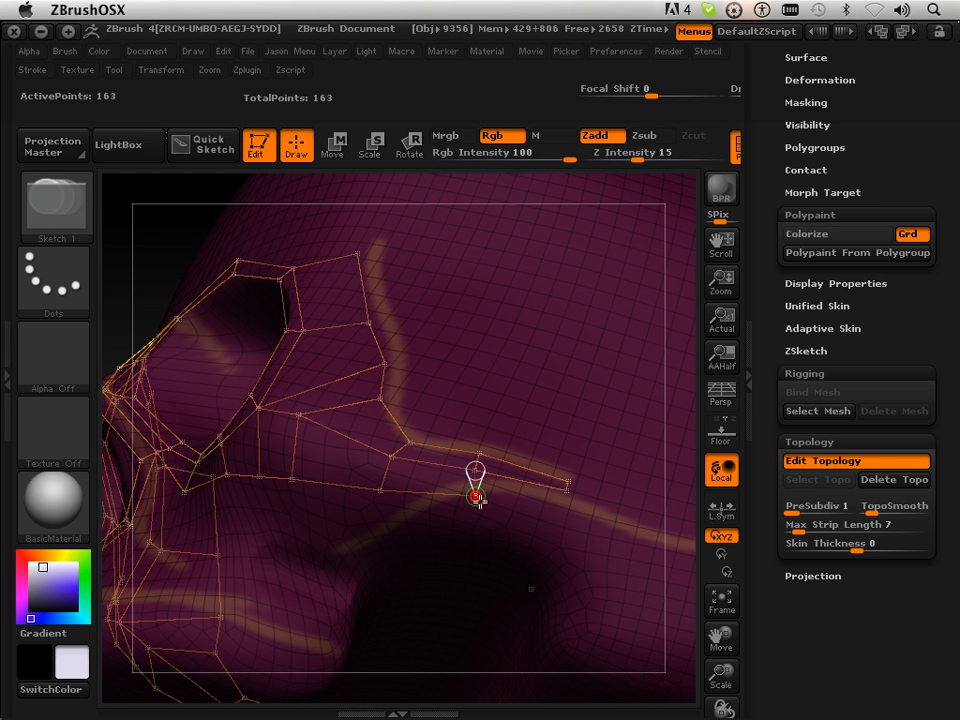 ZBrushOSX
4
ZBrush 4[ZRCM-UMBO-AEGJ-SYDD] ZBrush Document [Obj▸ 9356] Mem▸429+806 Free▸ 2658 ZTime▸ Menus DefaultZScript
Alpha Brush Color Document Draw Edit File Jason Menu Layer Light Macro Marker Material Movie Picker Preferences Render Stencil
Stroke Texture Tool Transform Zoom Zplugin Zscript
ActivePoints: 163 TotalPoints: 163
Focal Shift 0
Projection Master
LightBox
Quick Sketch
Edit Draw Move Scale Rotate
Mrgb Rgb M Zadd Zsub Zcut
Rgb Intensity 100 Z Intensity 15
Sketch 1
Dots
Alpha Off
Texture Off
BasicMaterial
Gradient
SwitchColor
BPR
SPix
Scroll
Zoom
Actual
AAHalf
Persp
Floor
Local
L.Sym
XYZ
Y
Z
Frame
Move
Scale
Surface
Deformation
Masking
Visibility
Polygroups
Contact
Morph Target
Polypaint
Colorize Grd
Polypaint From Polygroup
Display Properties
Unified Skin
Adaptive Skin
ZSketch
Rigging
Bind Mesh
Select Mesh Delete Mesh
Topology
Edit Topology
Select Topo Delete Topo
PreSubdiv 1 TopoSmooth
Max Strip Length 7
Skin Thickness 0
Projection